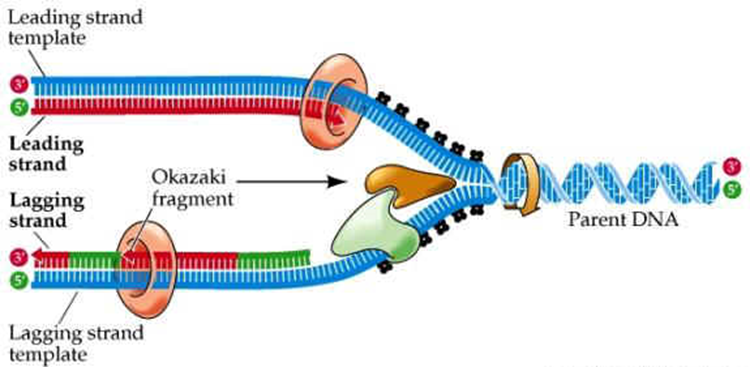 Leading strand
template
3'
5'
Leading
strand
Lagging
strand
Okazaki
fragment
3'
5'
Parent DNA
3'
5'
Lagging strand
template